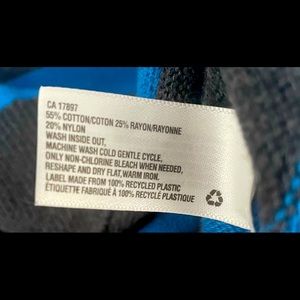 CA 17897
55% COTTON/COTON 25% RAYON/RAYONNE
20% NYLON
WASH INSIDE OUT,
MACHINE WASH COLD GENTLE CYCLE,
ONLY NON-CHLORINE BLEACH WHEN NEEDED,
RESHAPE AND DRY FLAT, WARM IRON.
LABEL MADE FROM 100% RECYCLED PLASTIC
ÉTIQUETTE FABRIQUÉ À 100% RECYCLÉ PLASTIQUE